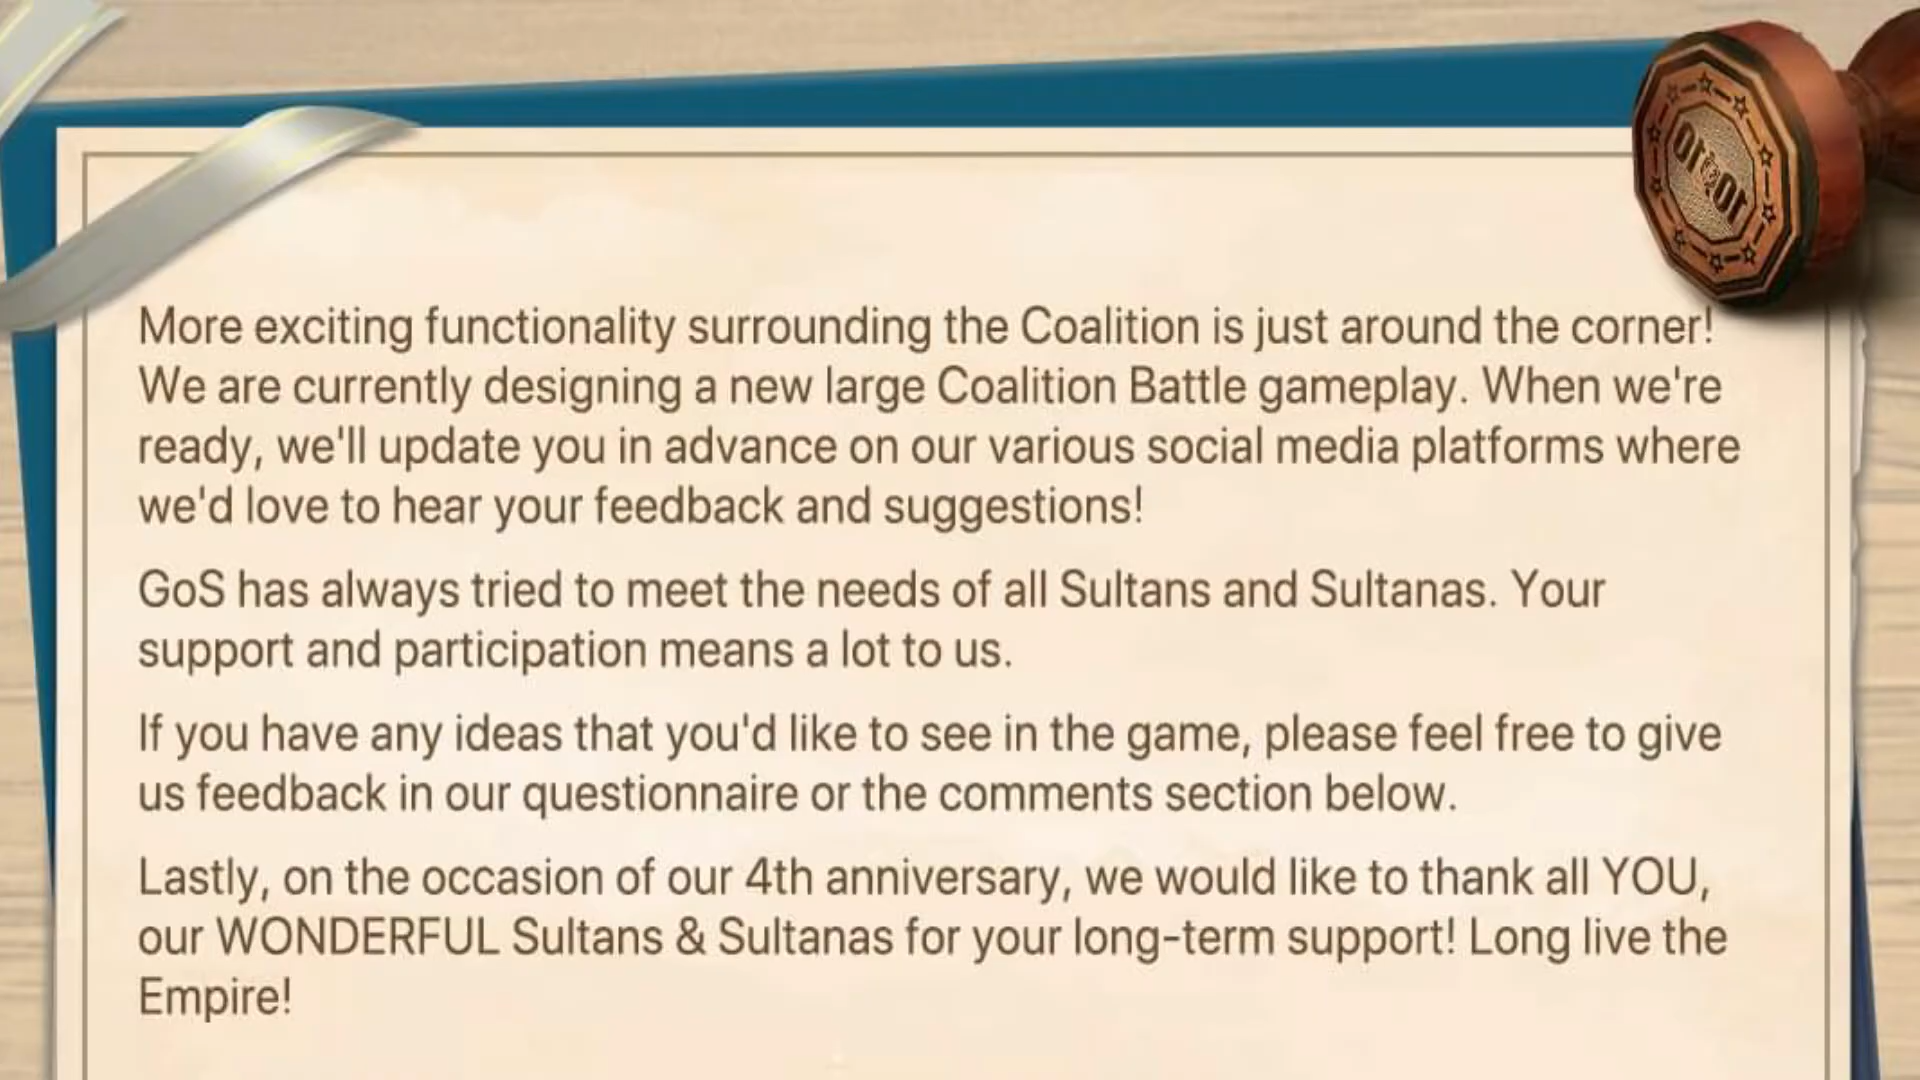 More exciting functionality surrounding the Coalition is just around the corner!
We are currently designing a new large Coalition Battle gameplay. When we're
ready, we'll update you in advance on our various social media platforms where
we'd love to hear your feedback and suggestions!
GoS has always tried to meet the needs of all Sultans and Sultanas. Your
support and participation means a lot to us.
If you have any ideas that you'd like to see in the game, please feel free to give
us feedback in our questionnaire or the comments section below.
Lastly, on the occasion of our 4th anniversary, we would like to thank all YOU,
our WONDERFUL Sultans & Sultanas for your long-term support! Long live the
Empire!